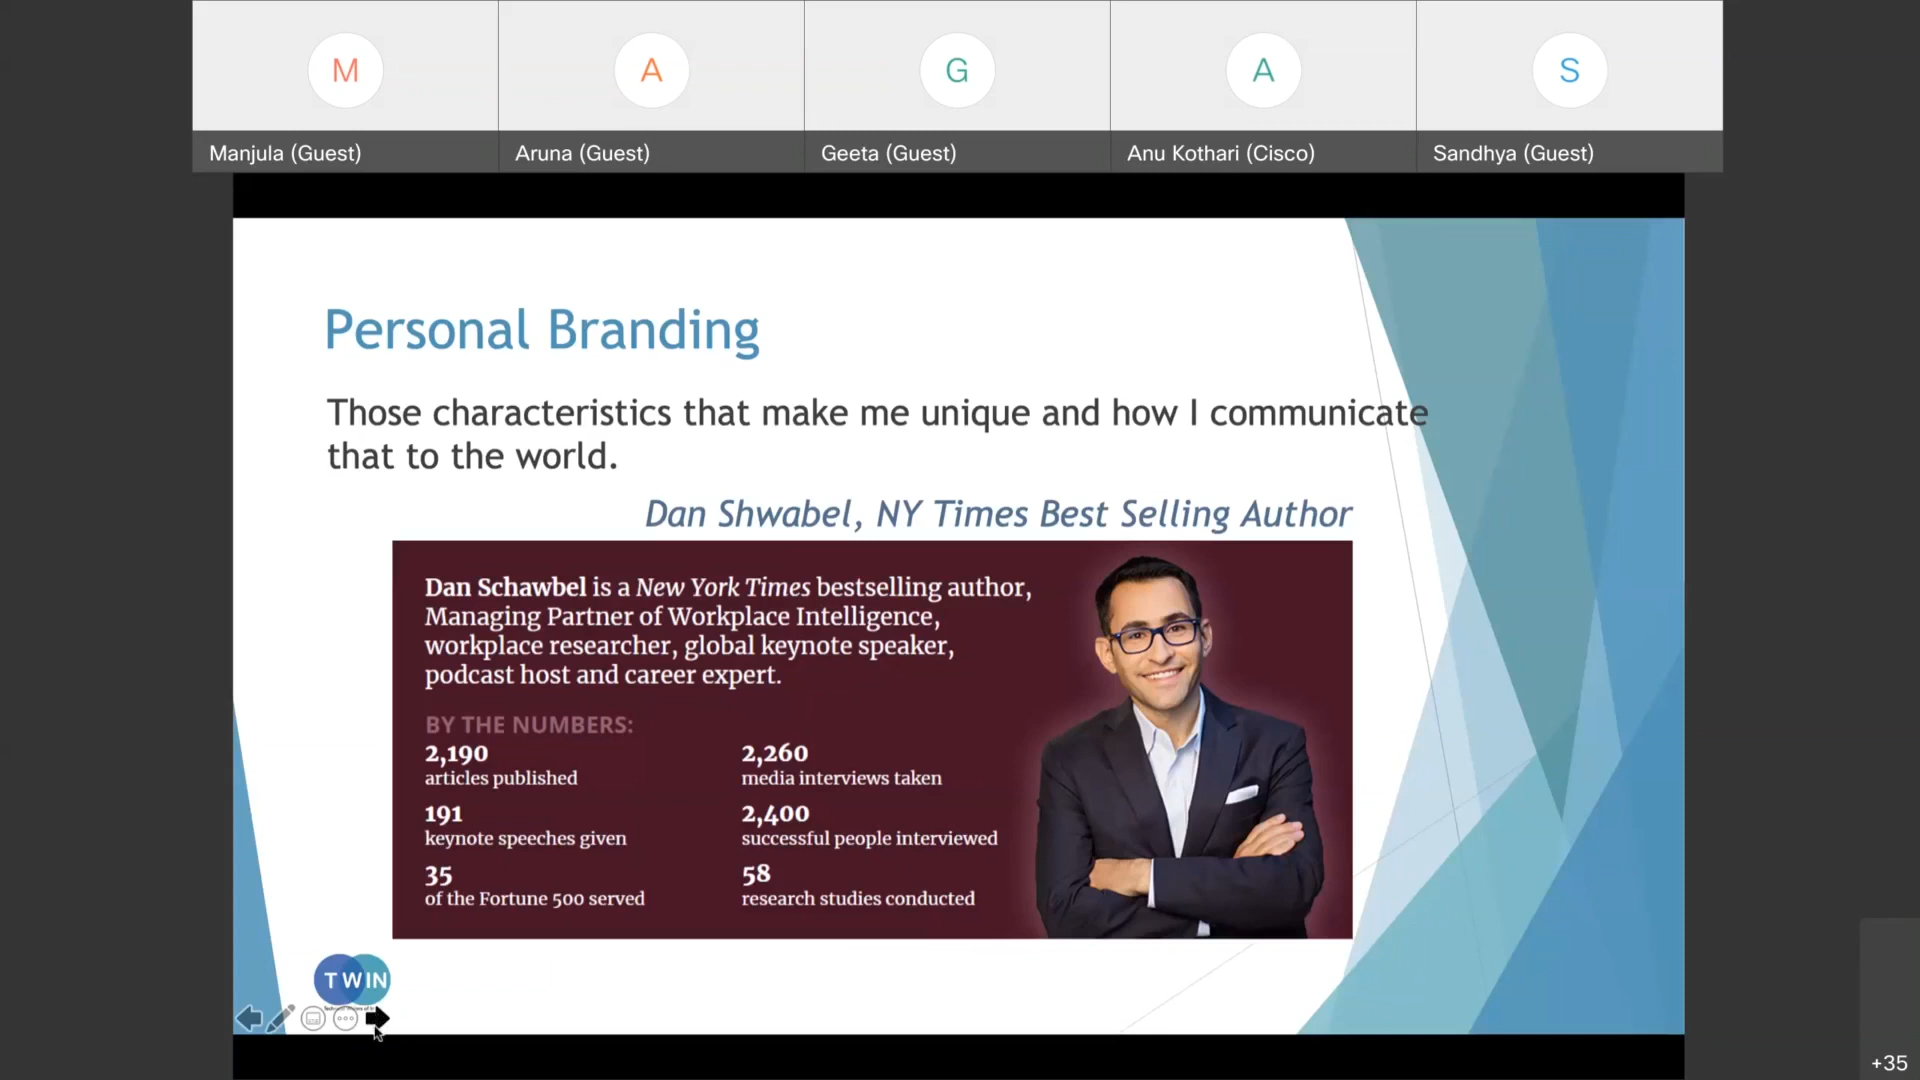 M
A
G
A
S
Manjula (Guest)
Aruna (Guest)
Geeta (Guest)
Anu Kothari (Cisco)
Sandhya (Guest)
Personal Branding
Those characteristics that make me unique and how I communicate
that to the world.
Dan Shwabel, NY Times Best Selling Author
Dan Schawbel is a New York Times bestselling author,
Managing Partner of Workplace Intelligence,
workplace researcher, global keynote speaker,
podcast host and career expert.
BY THE NUMBERS:
2,190
articles published
2,260
media interviews taken
191
keynote speeches given
2,400
successful people interviewed
35
of the Fortune 500 served
58
research studies conducted
TWIN
+35